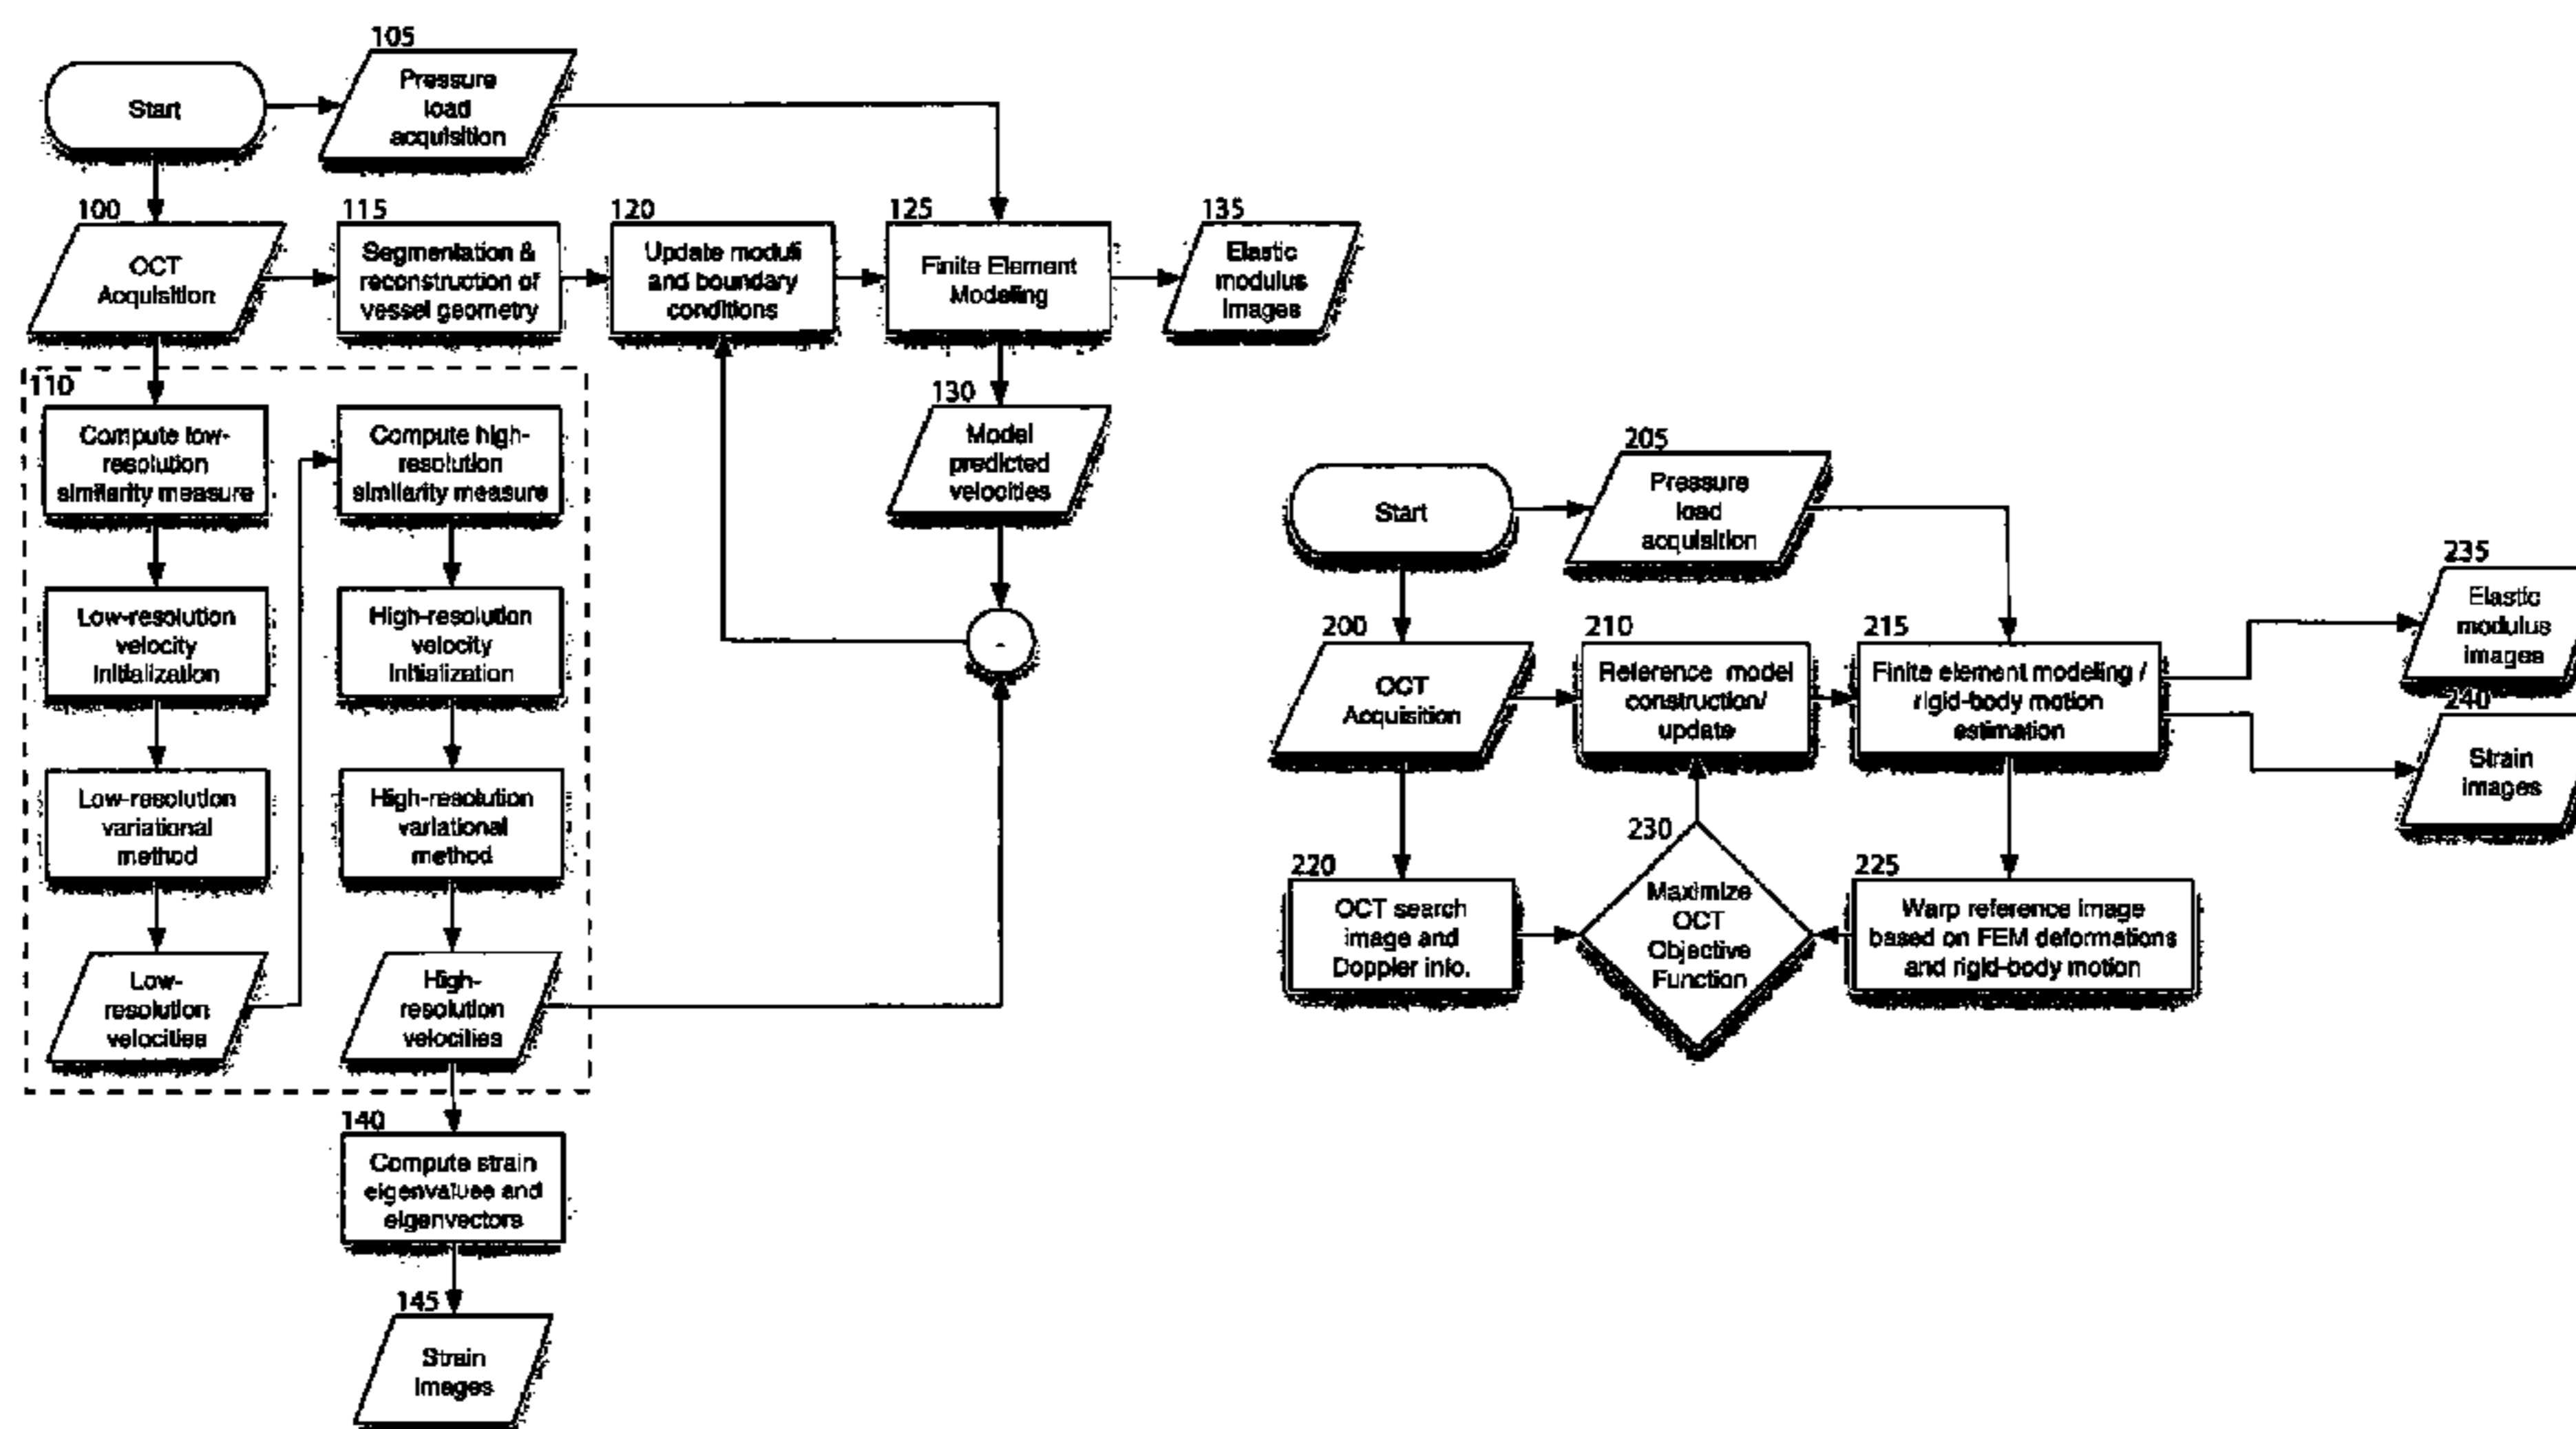 105
Start
Pressure
load
acquisition
100
OCT
Acquisition
115
Segmentation &
reconstruction of
vessel geometry
120
Update moduli
and boundary
conditions
125
Finite Element
Modeling
135
Elastic
modulus
images
110
Compute low-
resolution
similarity measure
Compute high-
resolution
similarity measure
130
Model
predicted
velocities
Low-resolution
velocity
initialization
High-resolution
velocity
initialization
-
Low-resolution
variational
method
High-resolution
variational
method
Low-
resolution
velocities
High-
resolution
velocities
140
Compute strain
eigenvalues and
eigenvectors
145
Strain
images
Start
205
Pressure
load
acquisition
200
OCT
Acquisition
210
Reference model
construction/
update
215
Finite element modeling /
rigid-body motion
estimation
235
Elastic
modulus
images
240
Strain
images
220
OCT search
image and
Doppler info.
230
Maximize
OCT
Objective
Function
225
Warp reference image
based on FEM deformations
and rigid-body motion